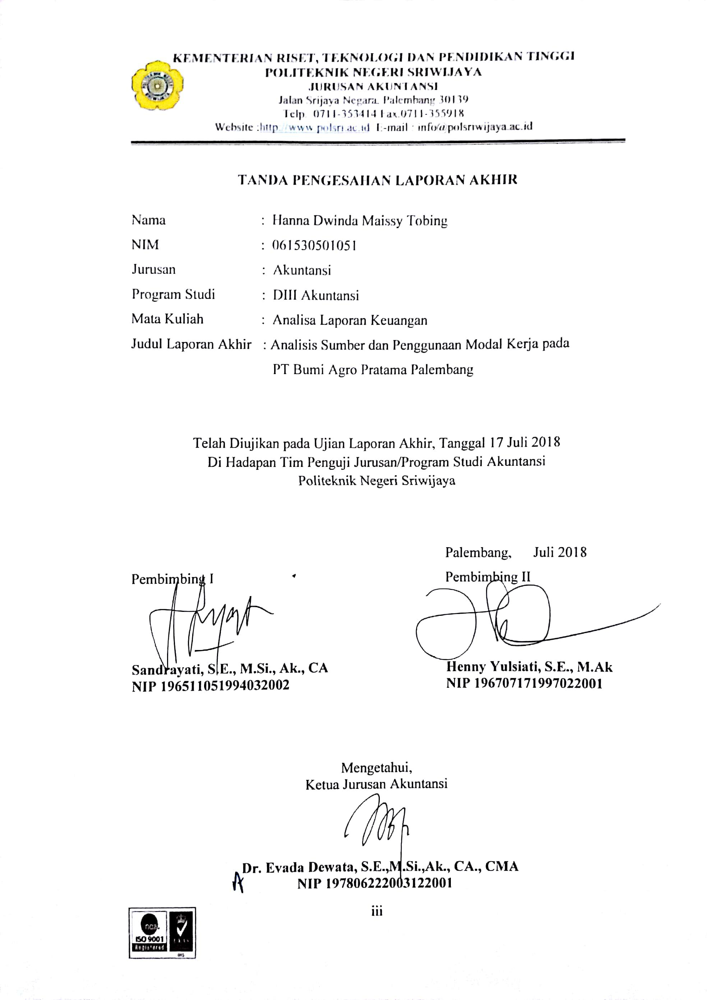 KEMENTERIAN RISET, TEKNOLOGI DAN PENDIDIKAN TINGGI
POLITEKNIK NEGERI SRIWIJAYA
JURUSAN AKUNTANSI
Jalan Srijaya Negara Palembang 30139
Telp. 0711-353414 Fax.0711-355918
Website :http://www.polsri.ac.id E-mail : info@polsriwijaya.ac.id
TANDA PENGESAHAN LAPORAN AKHIR
Nama : Hanna Dwinda Maissy Tobing
NIM : 061530501051
Jurusan : Akuntansi
Program Studi : DIII Akuntansi
Mata Kuliah : Analisa Laporan Keuangan
Judul Laporan Akhir : Analisis Sumber dan Penggunaan Modal Kerja pada
PT Bumi Agro Pratama Palembang
Telah Diujikan pada Ujian Laporan Akhir, Tanggal 17 Juli 2018
Di Hadapan Tim Penguji Jurusan/Program Studi Akuntansi
Politeknik Negeri Sriwijaya
Palembang, Juli 2018
Pembimbing I Pembimbing II
Sandrayati, S.E., M.Si., Ak., CA Henny Yulsiati, S.E., M.Ak
NIP 196511051994032002 NIP 196707171997022001
Mengetahui,
Ketua Jurusan Akuntansi
Dr. Evada Dewata, S.E.,M.Si.,Ak., CA., CMA
NIP 197806222003122001
iii
nqa.
ISO 9001
Registered
UKAS